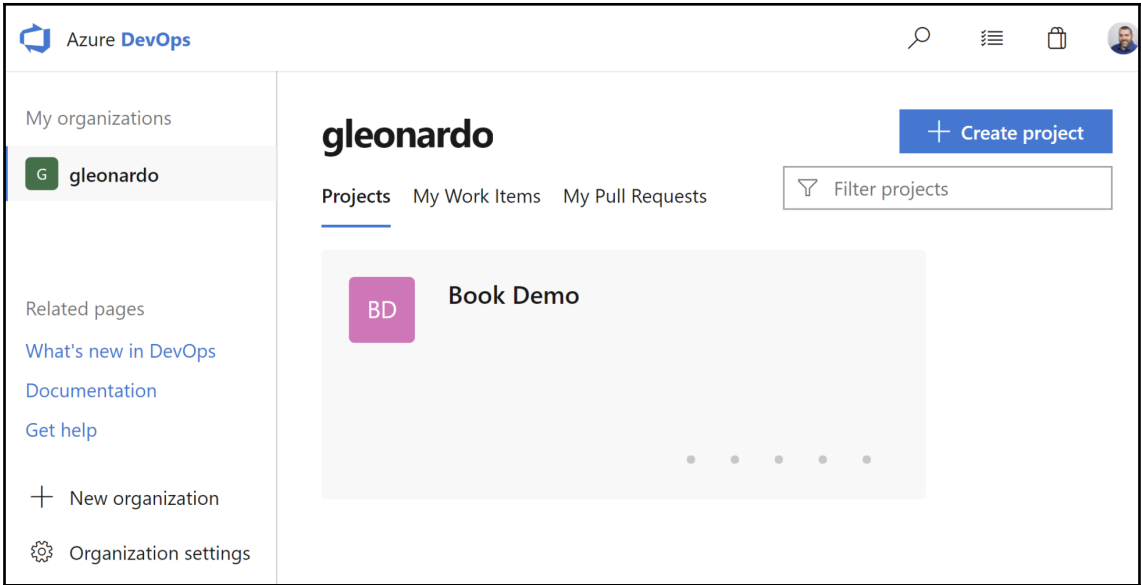 Azure DevOps
My organizations
G gleonardo
Related pages
What's new in DevOps
Documentation
Get help
New organization
Organization settings
gleonardo
Create project
Projects My Work Items My Pull Requests
Filter projects
BD Book Demo